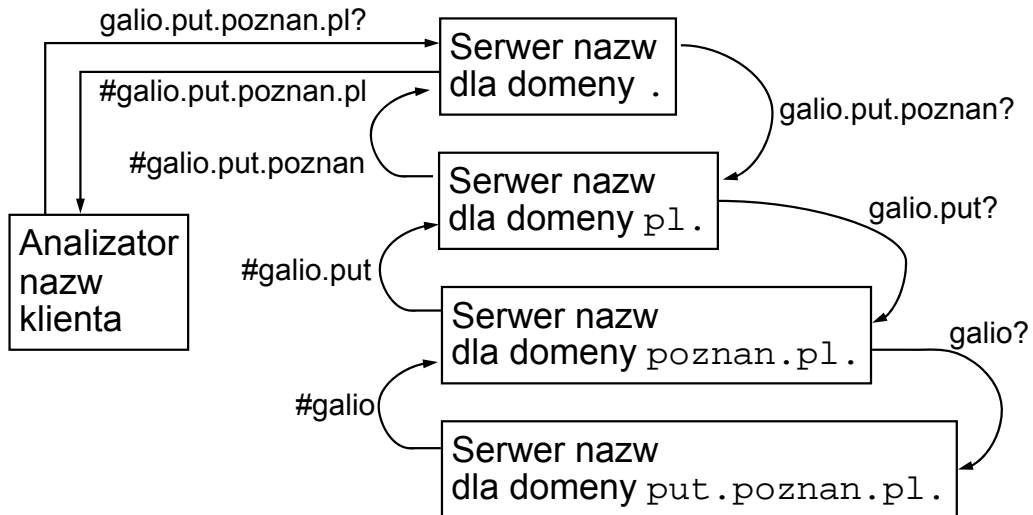 galio.put.poznan.pl?
Serwer nazw
dla domeny .
#galio.put.poznan.pl
galio.put.poznan?
#galio.put.poznan
Serwer nazw
dla domeny pl.
galio.put?
Analizator
nazw
klienta
#galio.put
Serwer nazw
dla domeny poznan.pl.
galio?
#galio
Serwer nazw
dla domeny put.poznan.pl.